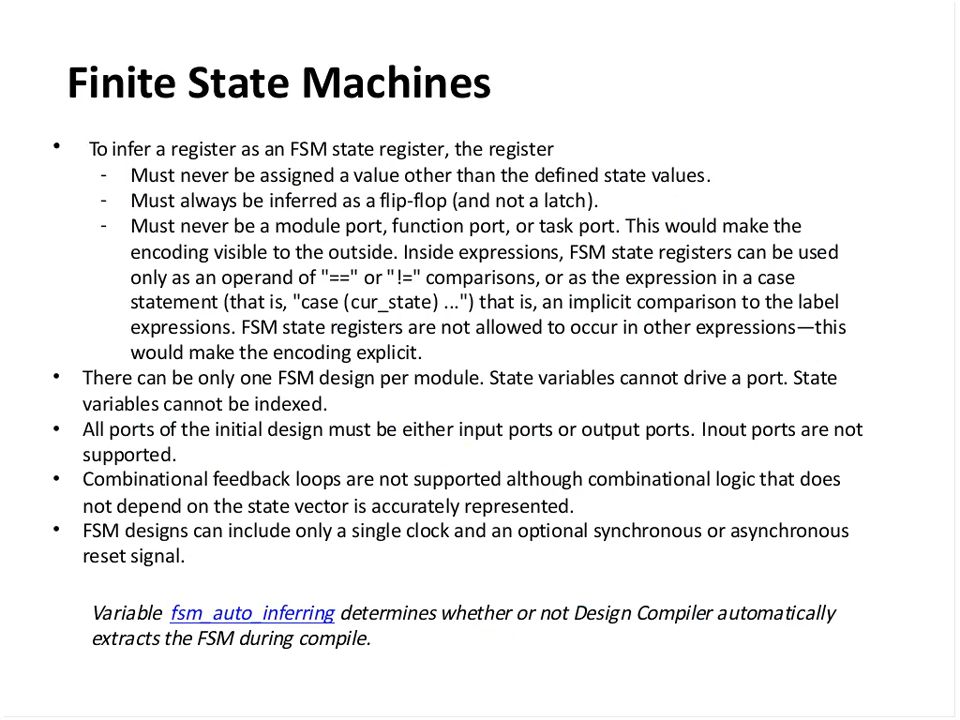 Finite State Machines
• To infer a register as an FSM state register, the register
- Must never be assigned a value other than the defined state values.
- Must always be inferred as a flip-flop (and not a latch).
- Must never be a module port, function port, or task port. This would make the
encoding visible to the outside. Inside expressions, FSM state registers can be used
only as an operand of "==" or "!=" comparisons, or as the expression in a case
statement (that is, "case (cur_state) ...") that is, an implicit comparison to the label
expressions. FSM state registers are not allowed to occur in other expressions—this
would make the encoding explicit.
• There can be only one FSM design per module. State variables cannot drive a port. State
variables cannot be indexed.
• All ports of the initial design must be either input ports or output ports. Inout ports are not
supported.
• Combinational feedback loops are not supported although combinational logic that does
not depend on the state vector is accurately represented.
• FSM designs can include only a single clock and an optional synchronous or asynchronous
reset signal.
Variable fsm_auto_inferring determines whether or not Design Compiler automatically
extracts the FSM during compile.